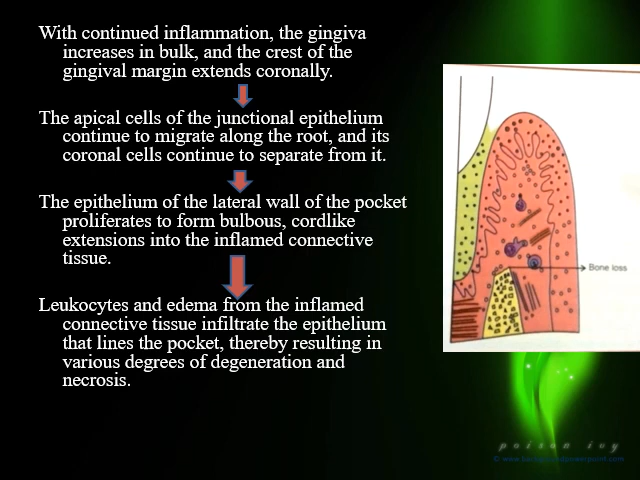 With continued inflammation, the gingiva
increases in bulk, and the crest of the
gingival margin extends coronally.
The apical cells of the junctional epithelium
continue to migrate along the root, and its
coronal cells continue to separate from it.
The epithelium of the lateral wall of the pocket
proliferates to form bulbous, cordlike
extensions into the inflamed connective
tissue.
Leukocytes and edema from the inflamed
connective tissue infiltrate the epithelium
that lines the pocket, thereby resulting in
various degrees of degeneration and
necrosis.
Bone loss
poison ivy